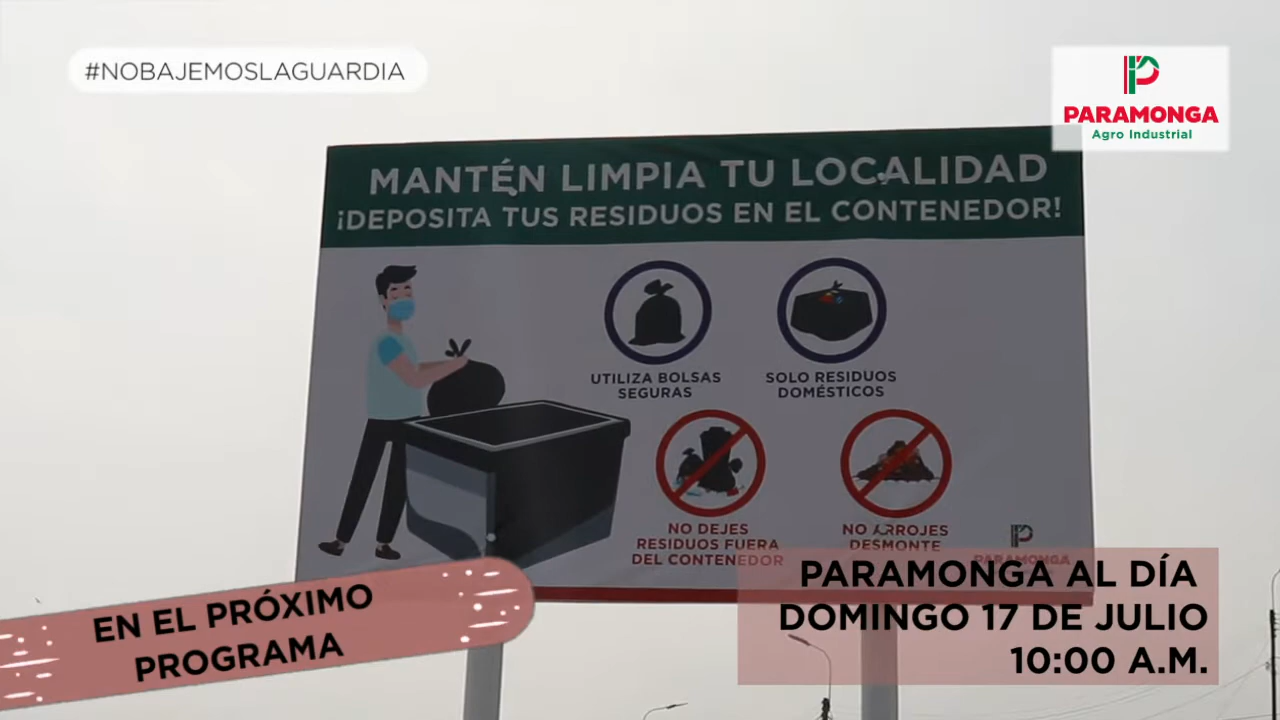 #NOBAJEMOSLAGUARDIA
PARAMONGA
Agro Industrial
MANTÉN LIMPIA TU LOCALIDAD
¡DEPOSITA TUS RESIDUOS EN EL CONTENEDOR!
UTILIZA BOLSAS
SEGURAS
SOLO RESIDUOS
DOMÉSTICOS
NO DEJES
RESIDUOS FUERA
DEL CONTENEDOR
NO ARROJES
DESMONTE
PARAMONGA
EN EL PRÓXIMO
PROGRAMA
PARAMONGA AL DÍA
DOMINGO 17 DE JULIO
10:00 A.M.